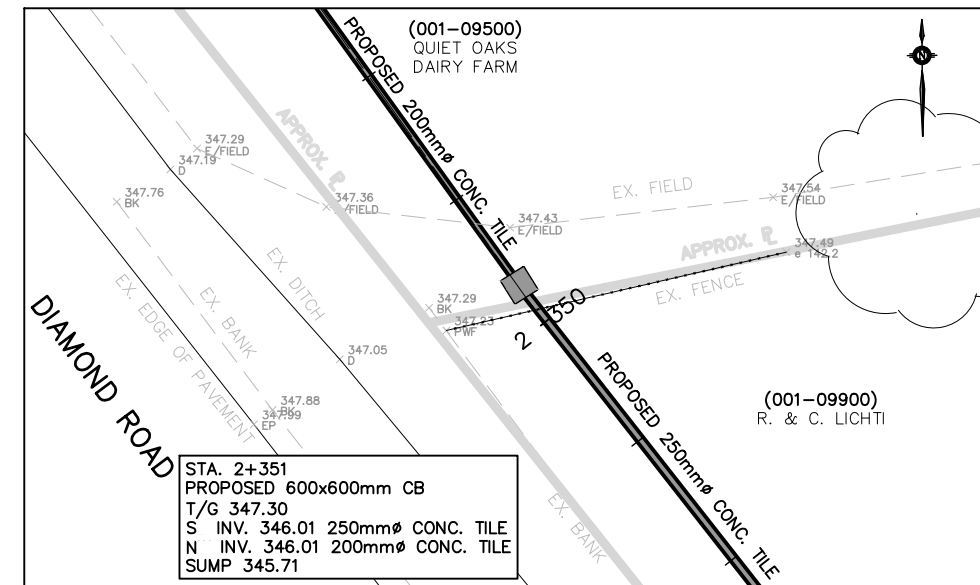 (001-09500)
QUIET OAKS
DAIRY FARM
PROPOSED 200mmø CONC. TILE
N
APPROX. ℄
347.29
E/FIELD
347.19
D
347.76
BK
347.36
/FIELD
EX. FIELD
347.54
E/FIELD
347.43
E/FIELD
APPROX. ℄
347.49
e 142.2
EX. FENCE
EX. DITCH
EX. BANK
EX. EDGE OF PAVEMENT
347.29
BK
347.23
PWF
2 350
DIAMOND ROAD
347.05
D
347.88
BK
347.99
EP
PROPOSED 250mmø CONC. TILE
(001-09900)
R. & C. LICHTI
EX. BANK
STA. 2+351
PROPOSED 600x600mm CB
T/G 347.30
S INV. 346.01 250mmø CONC. TILE
N INV. 346.01 200mmø CONC. TILE
SUMP 345.71